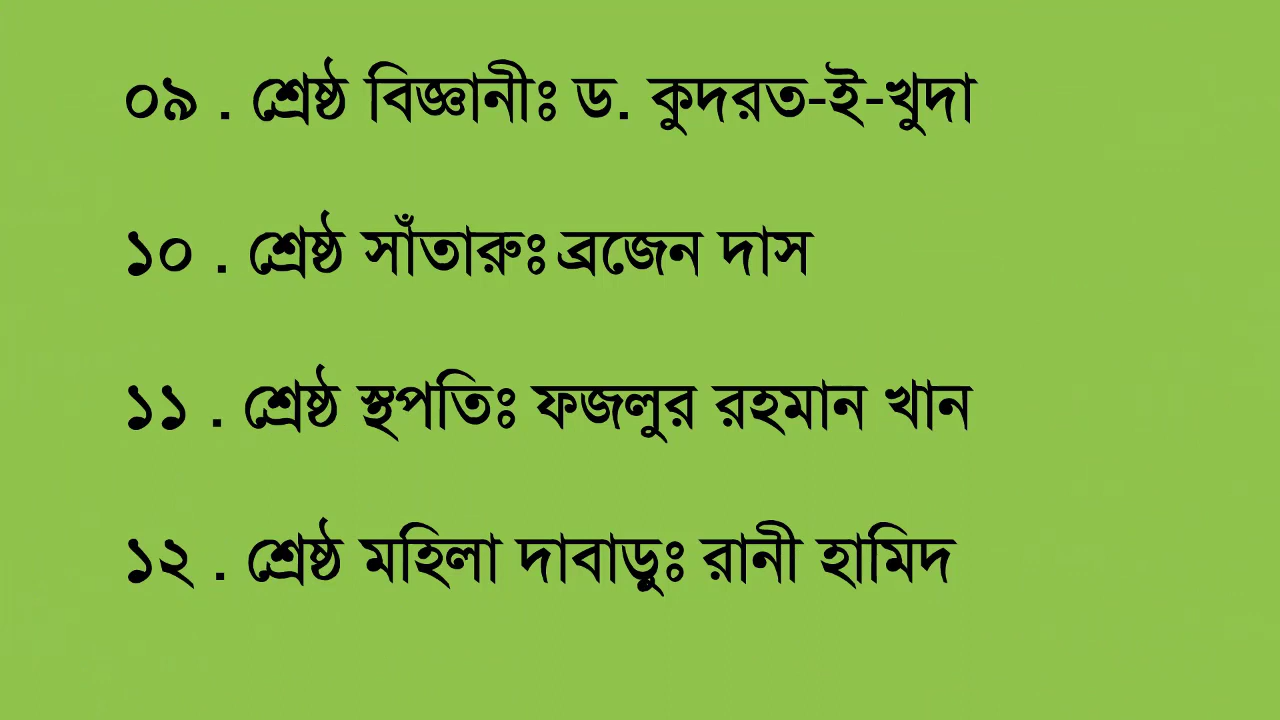 ০৯ . শ্রেষ্ঠ বিজ্ঞানীঃ ড. কুদরত-ই-খুদা
১০ . শ্রেষ্ঠ সাঁতারুঃ ব্রজেন দাস
১১ . শ্রেষ্ঠ স্থপতিঃ ফজলুর রহমান খান
১২ . শ্রেষ্ঠ মহিলা দাবাড়ুঃ রানী হামিদ